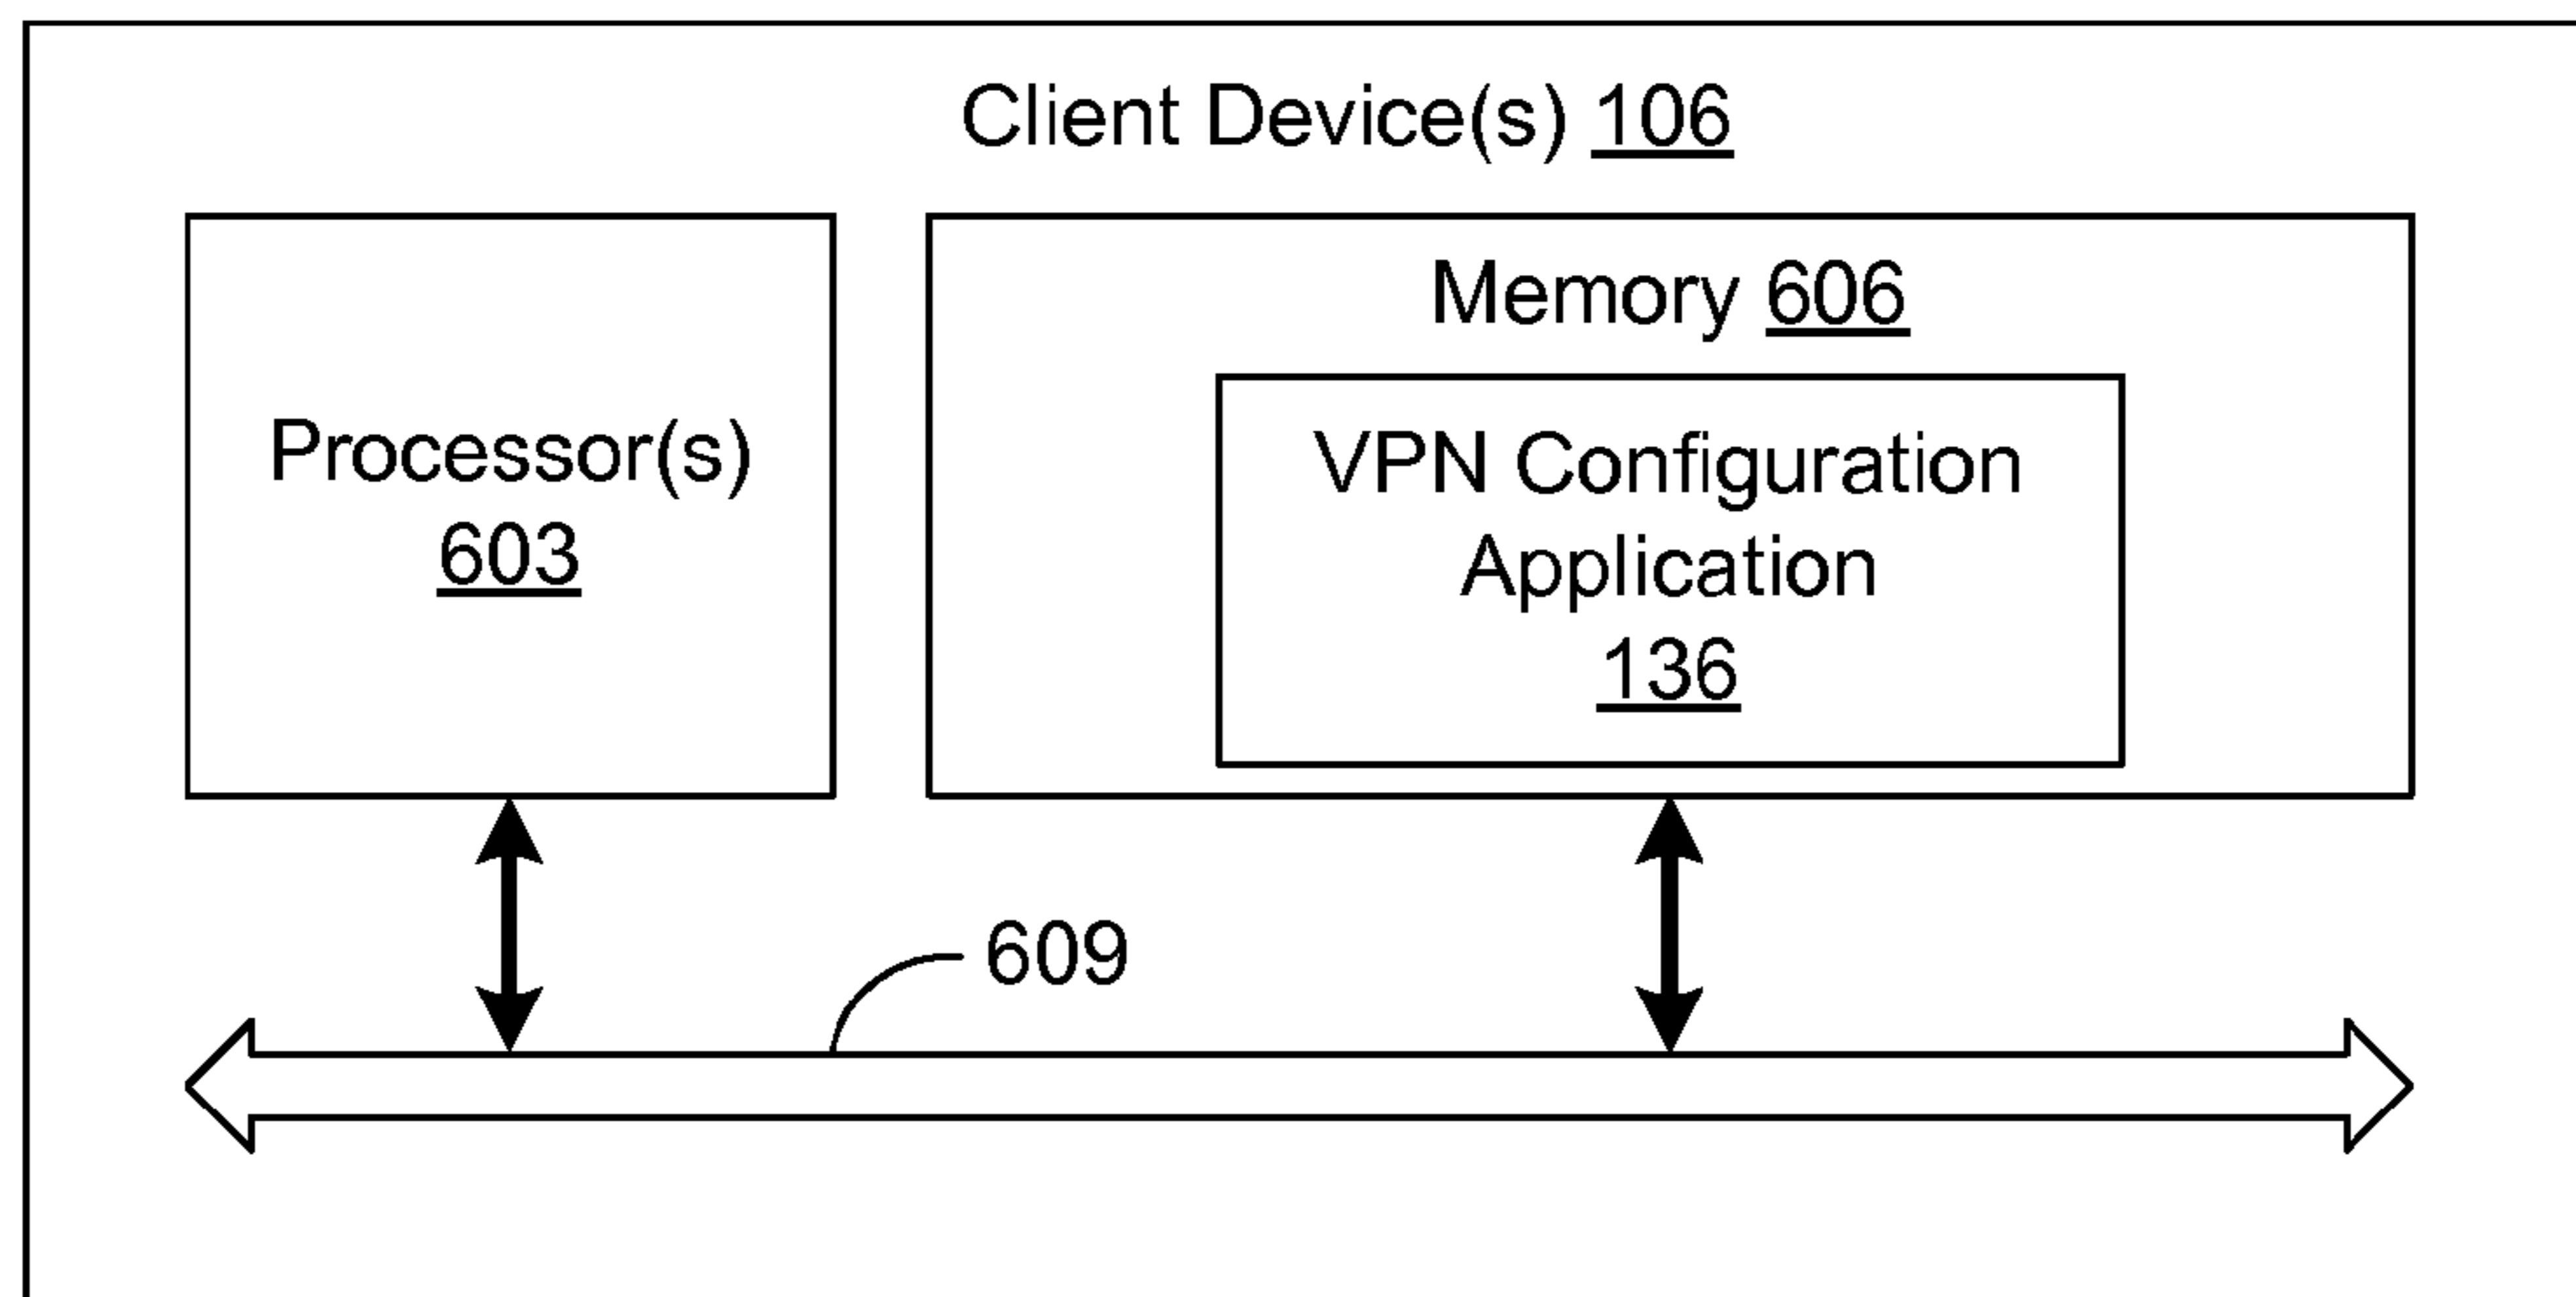 Client Device(s) 106
Memory 606
Processor(s)
603
VPN Configuration
Application
136
609